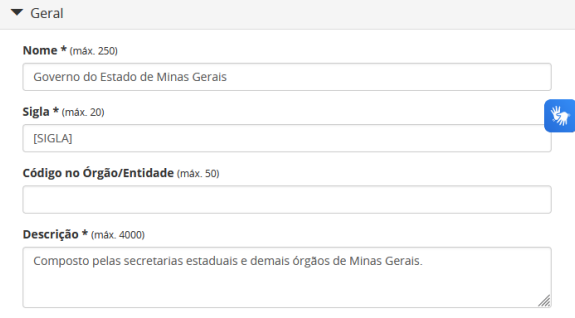 Geral
Nome * (máx. 250)
Governo do Estado de Minas Gerais
Sigla * (máx. 20)
[SIGLA]
Código no Órgão/Entidade (máx. 50)
Descrição * (máx. 4000)
Composto pelas secretarias estaduais e demais órgãos de Minas Gerais.